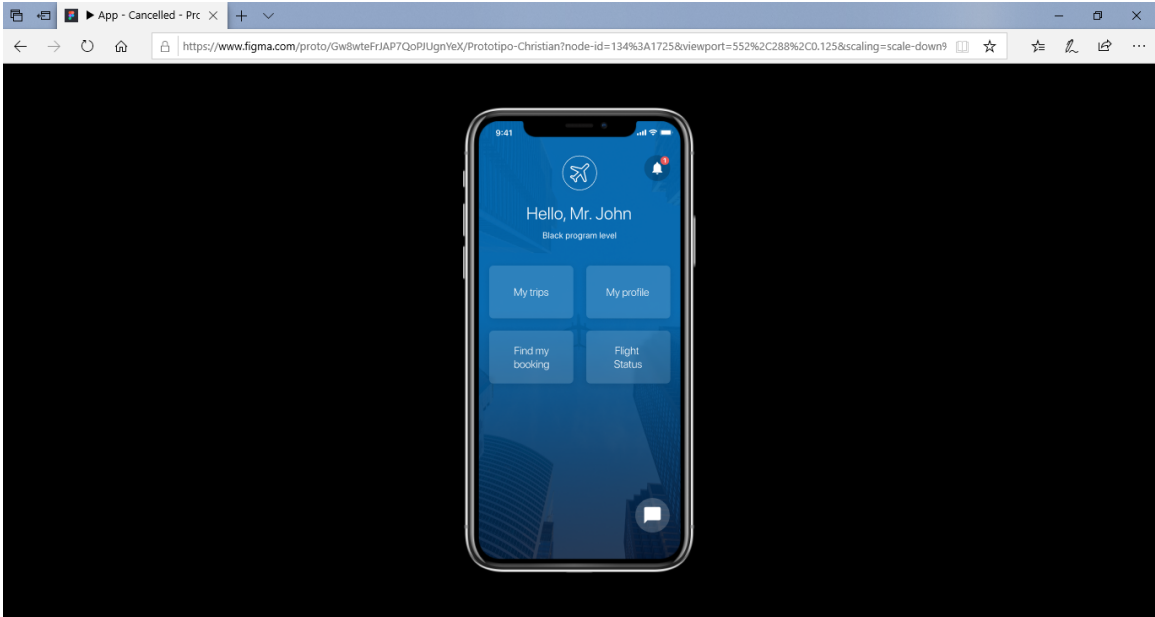 App - Cancelled - Prc
https://www.figma.com/proto/Gw8wteFrJAP7QoPJUgnYeX/Prototipo-Christian?node-id=134%3A1725&viewport=552%2C288%2C0.125&scaling=scale-down9
9:41
1
Hello, Mr. John
Black program level
My trips
My profile
Find my
booking
Flight
Status